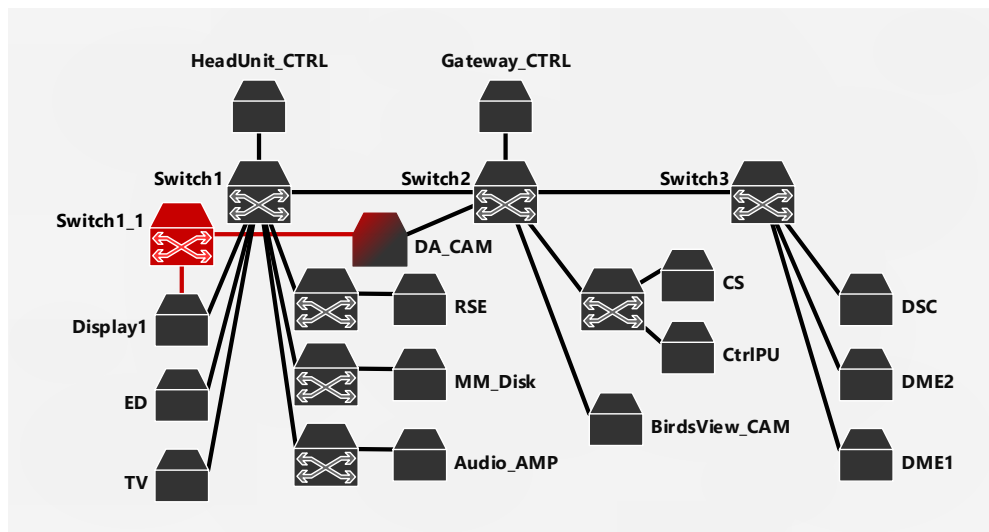 HeadUnit_CTRL
Gateway_CTRL
Switch1
Switch2
Switch3
Switch1_1
DA_CAM
RSE
CS
DSC
Display1
CtrlPU
MM_Disk
DME2
ED
BirdsView_CAM
Audio_AMP
DME1
TV